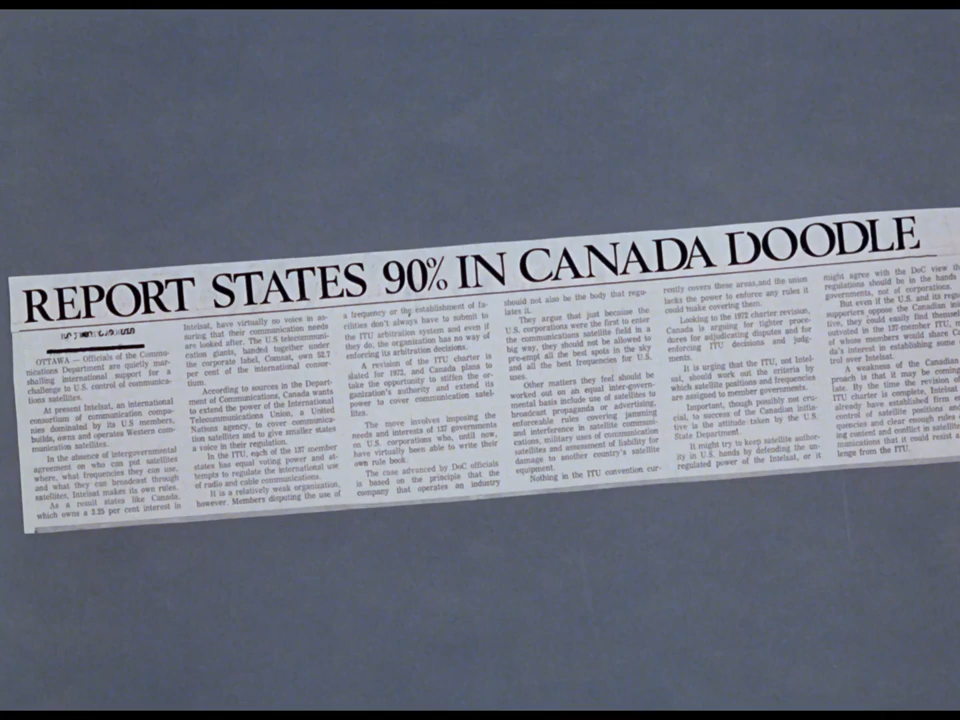 REPORT STATES 90% IN CANADA DOODLE
OTTAWA — Officials of the Commu-
nications Department are quietly mar-
shalling international support for a
challenge to U.S. control of communica-
tions satellites.
At present Intelsat, an international
consortium of communication compa-
nies dominated by its U.S. members,
builds, owns and operates Western com-
munication satellites.
In the absence of intergovernmental
agreement on who can put satellites
where, what frequencies they can use,
and what they can broadcast through
satellites, Intelsat makes its own rules.
As a result states like Canada,
which owns a 3.25 per cent interest in
Intelsat, have virtually no voice in as-
suring that their communication needs
are looked after. The U.S telecommuni-
cation giants, banded together under
the corporate label, Comsat, own 52.7
per cent of the international consor-
tium.
According to sources in the Depart-
ment of Communications, Canada wants
to extend the power of the International
Telecommunications Union, a United
Nations agency, to cover communica-
tion satellites and to give smaller states
a voice in their regulation.
In the ITU, each of the 137 member
states has equal voting power and at-
tempts to regulate the international use
of radio and cable communications.
It is a relatively weak organization,
however. Members disputing the use of
a frequency or the establishment of fa-
cilities don't always have to submit to
the ITU arbitration system and even if
they do, the organization has no way of
enforcing its arbitration decisions.
A revision of the ITU charter is
slated for 1972, and Canada plans to
take the opportunity to stiffen the or-
ganization's authority and extend its
power to cover communication satel-
lites.
The move involves imposing the
needs and interests of 137 governments
on U.S. corporations who, until now,
have virtually been able to write their
own rule book.
The case advanced by DoC officials
is based on the principle that the
company that operates an industry
should not also be the body that regu-
lates it.
They argue that just because the
U.S. corporations were the first to enter
the communications satellite field in a
big way, they should not be allowed to
pre-empt all the best spots in the sky
and all the best frequencies for U.S.
uses.
Other matters they feel should be
worked out on an equal inter-govern-
mental basis include use of satellites to
broadcast propaganda or advertising,
enforceable rules covering jamming
and interference in satellite communi-
cations, military uses of communication
satellites and assessment of liability for
damage to another country's satellite
equipment.
Nothing in the ITU convention cur-
rently covers these areas, and the union
lacks the power to enforce any rules it
could make covering them.
Looking to the 1972 charter revision,
Canada is arguing for tighter proce-
dures for adjudicating disputes and for
enforcing ITU decisions and judg-
ments.
It is urging that the ITU, not Intel-
sat, should work out the criteria by
which satellite positions and frequencies
are assigned to member governments.
Important, though possibly not cru-
cial, to success of the Canadian initia-
tive is the attitude taken by the U.S.
State Department.
It might try to keep satellite author-
ity in U.S. hands by defending the un-
regulated power of the Intelsat, or it
might agree with the DoC view
regulations should be in the hands
governments, not of corporations.
But even if the U.S. and its
supporters oppose the Canadian
tive, they could easily find
outvoted in the 137-member ITU,
of whose members would share
da's interest in establishing some
trol over Intelsat.
A weakness of the Canadian
proach is that it may be coming
late. By the time the revision of
ITU charter is complete, Intelsat
already have established firm
control of satellite positions and
quencies and clear enough rules
ing content and conflict in satellite
munications that it could resist
lenge from the ITU.